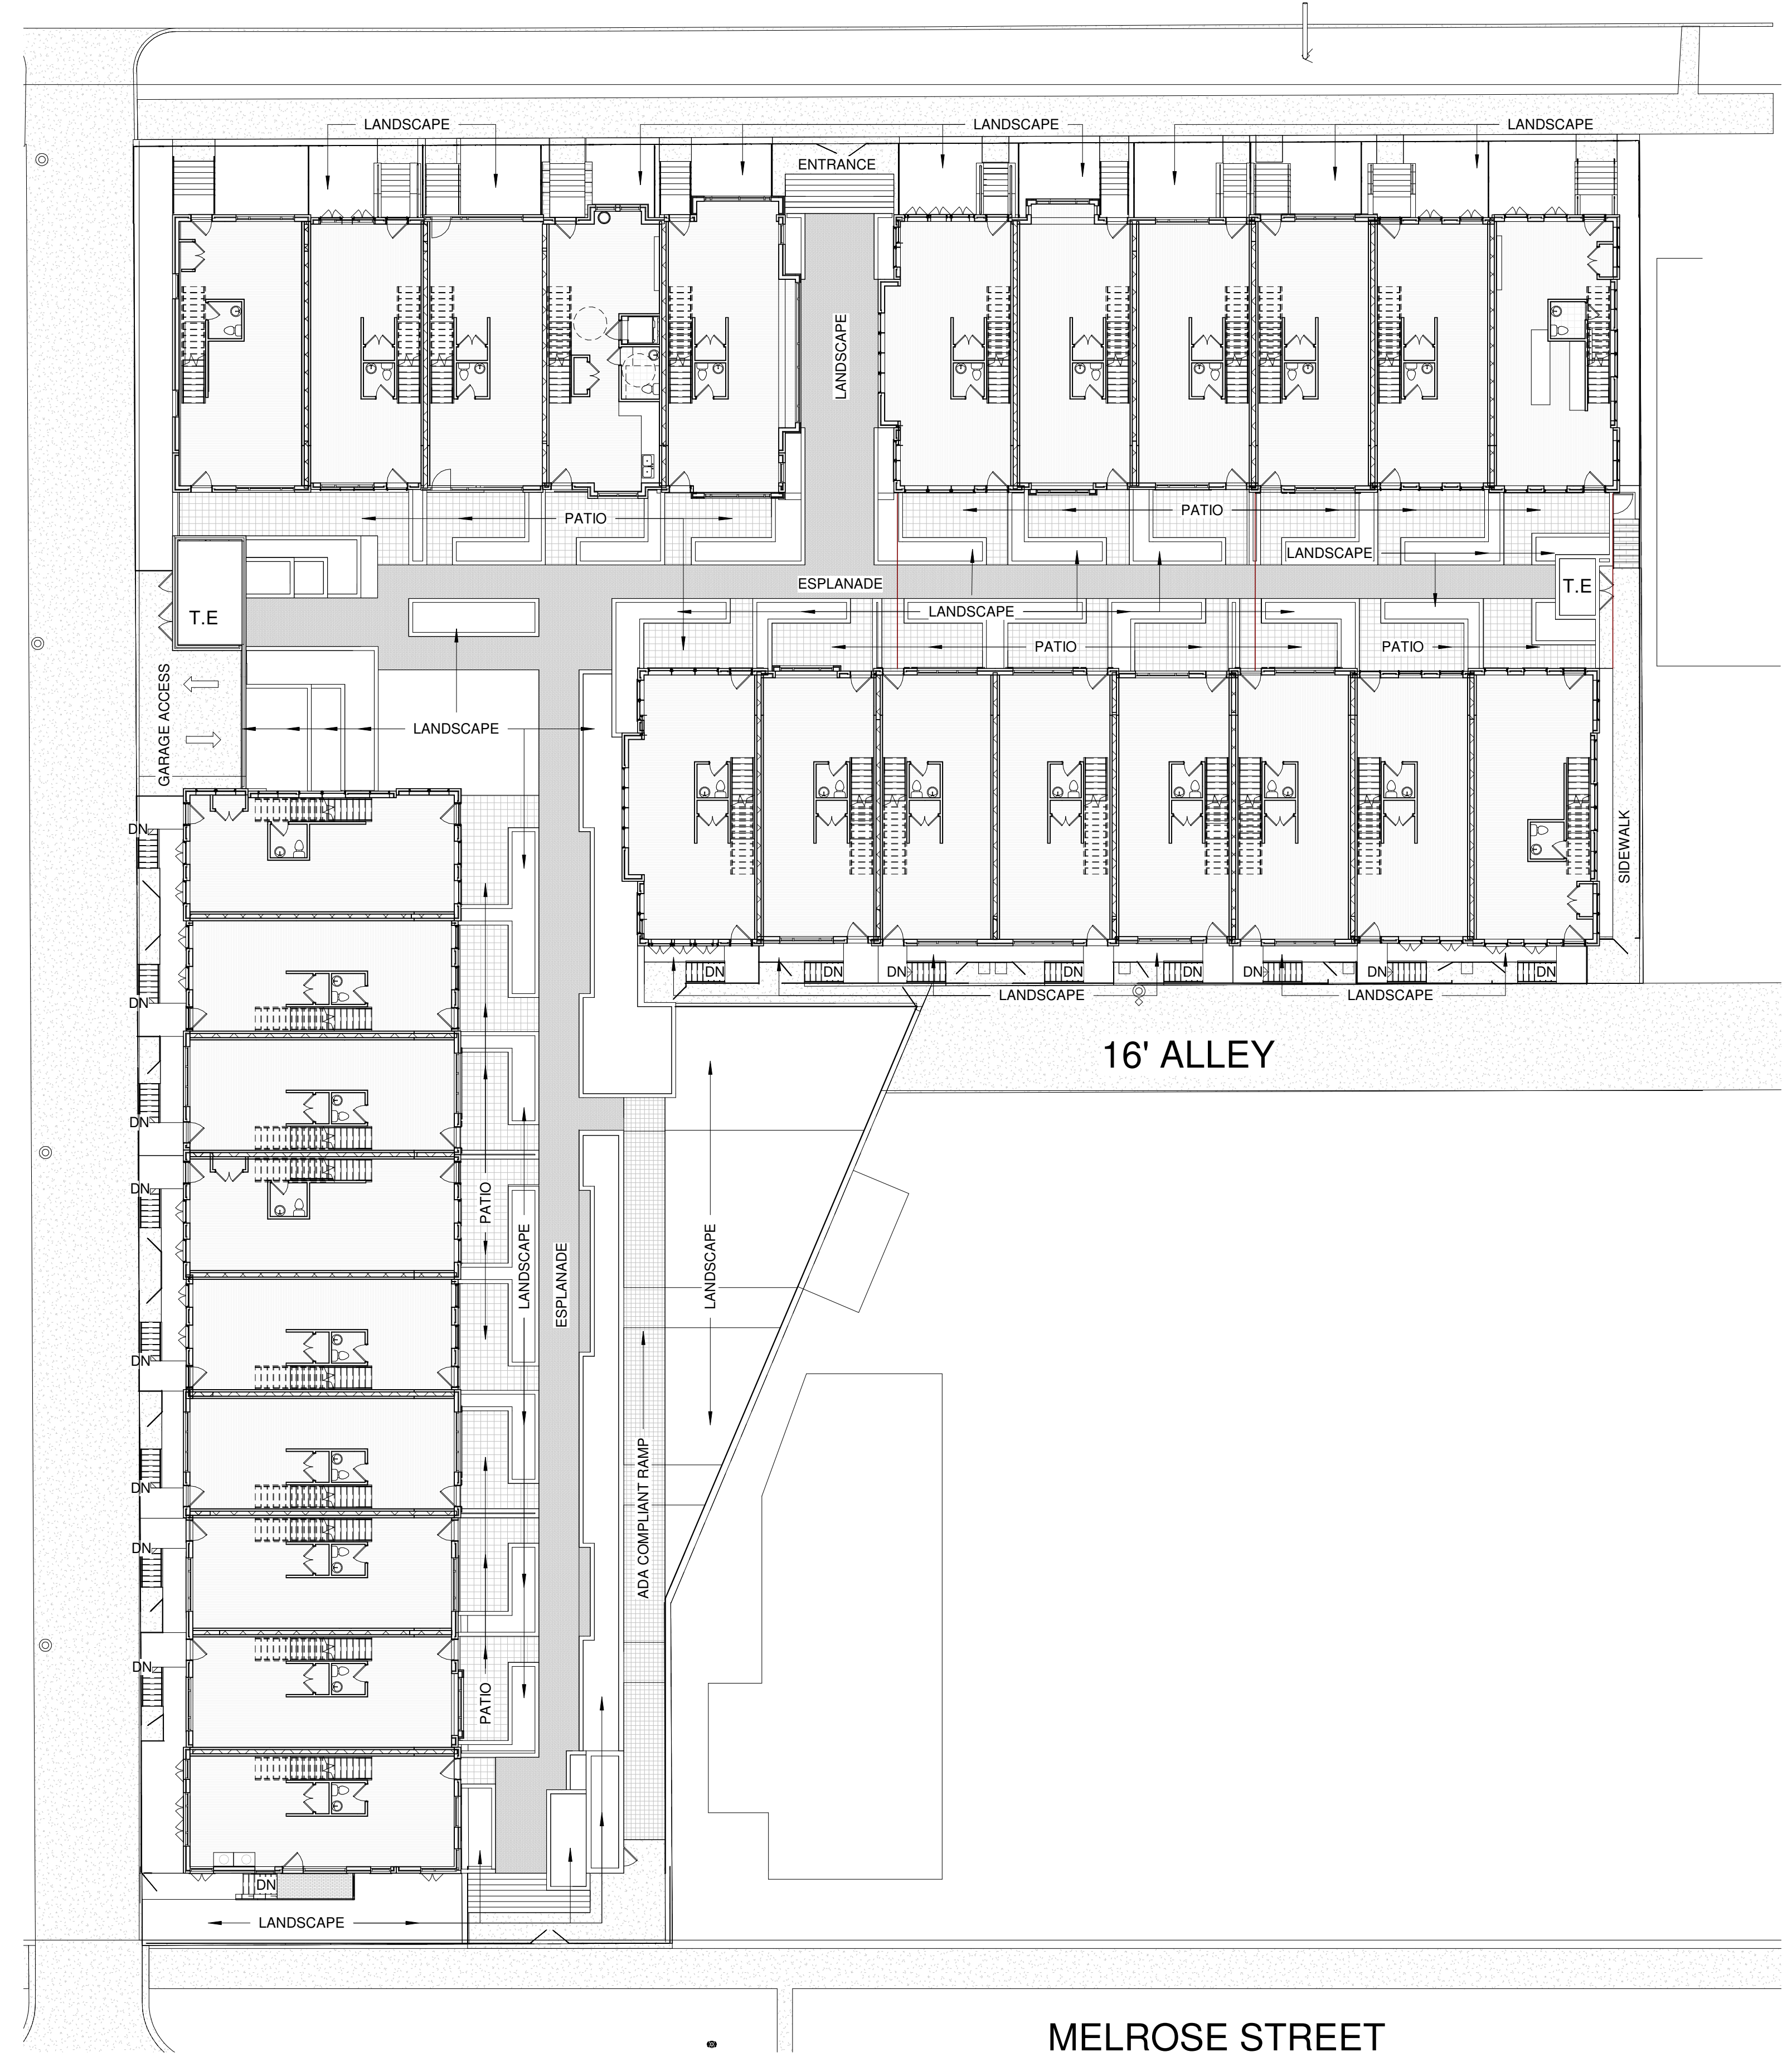 LANDSCAPE
LANDSCAPE
LANDSCAPE
ENTRANCE
LANDSCAPE
PATIO
PATIO
LANDSCAPE
ESPLANADE
T.E
T.E
LANDSCAPE
PATIO
PATIO
GARAGE ACCESS
LANDSCAPE
SIDEWALK
DN
DN
DN
DN
DN
DN
DN
DN
DN
LANDSCAPE
LANDSCAPE
DN
16' ALLEY
DN
DN
PATIO
LANDSCAPE
ESPLANADE
LANDSCAPE
DN
ADA COMPLIANT RAMP
DN
DN
DN
PATIO
DN
LANDSCAPE
MELROSE STREET